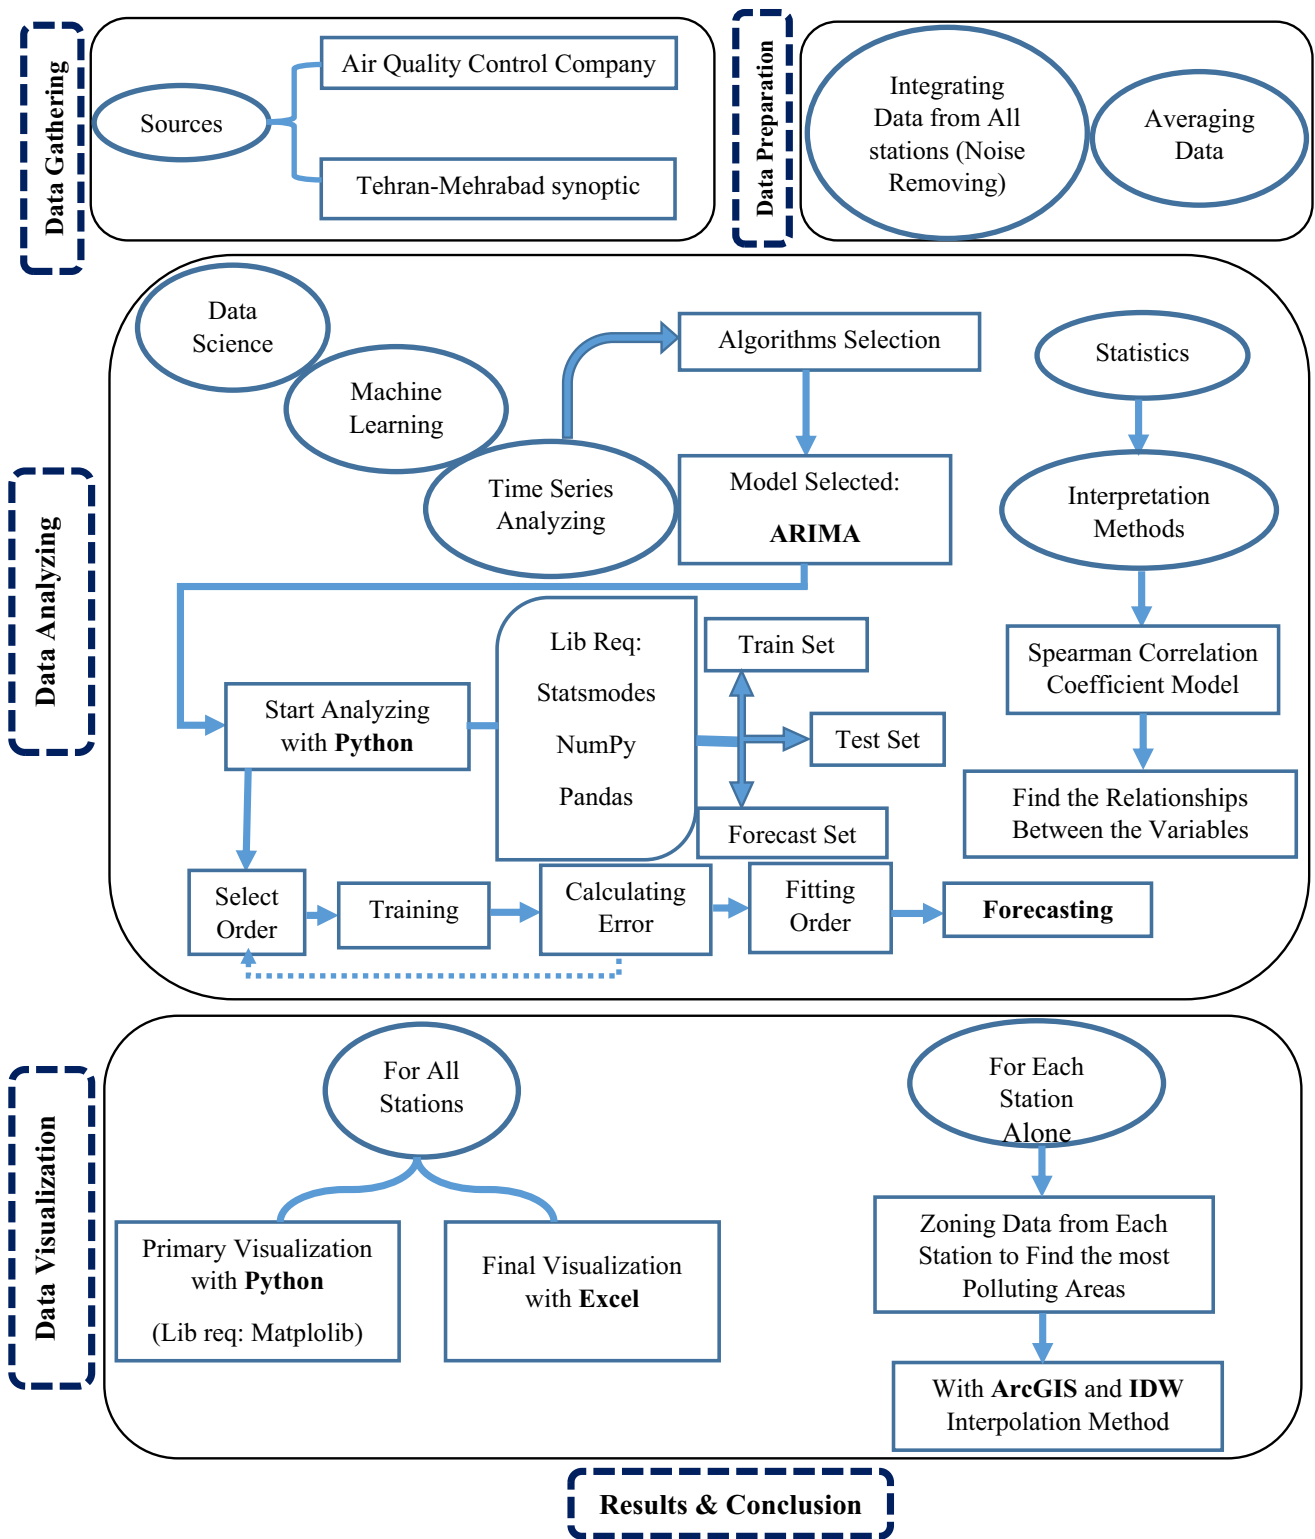 Data Gathering
Sources
Air Quality Control Company
Tehran-Mehrabad synoptic
Data Preparation
Integrating
Data from All
stations (Noise
Removing)
Averaging
Data
Data Analyzing
Data
Science
Machine
Learning
Time Series
Analyzing
Algorithms Selection
Model Selected:
ARIMA
Statistics
Interpretation
Methods
Spearman Correlation
Coefficient Model
Find the Relationships
Between the Variables
Start Analyzing
with Python
Lib Req:
Statsmodes
NumPy
Pandas
Train Set
Test Set
Forecast Set
Select
Order
Training
Calculating
Error
Fitting
Order
Forecasting
Data Visualization
For All
Stations
Primary Visualization
with Python
(Lib req: Matplolib)
Final Visualization
with Excel
For Each
Station
Alone
Zoning Data from Each
Station to Find the most
Polluting Areas
With ArcGIS and IDW
Interpolation Method
Results & Conclusion